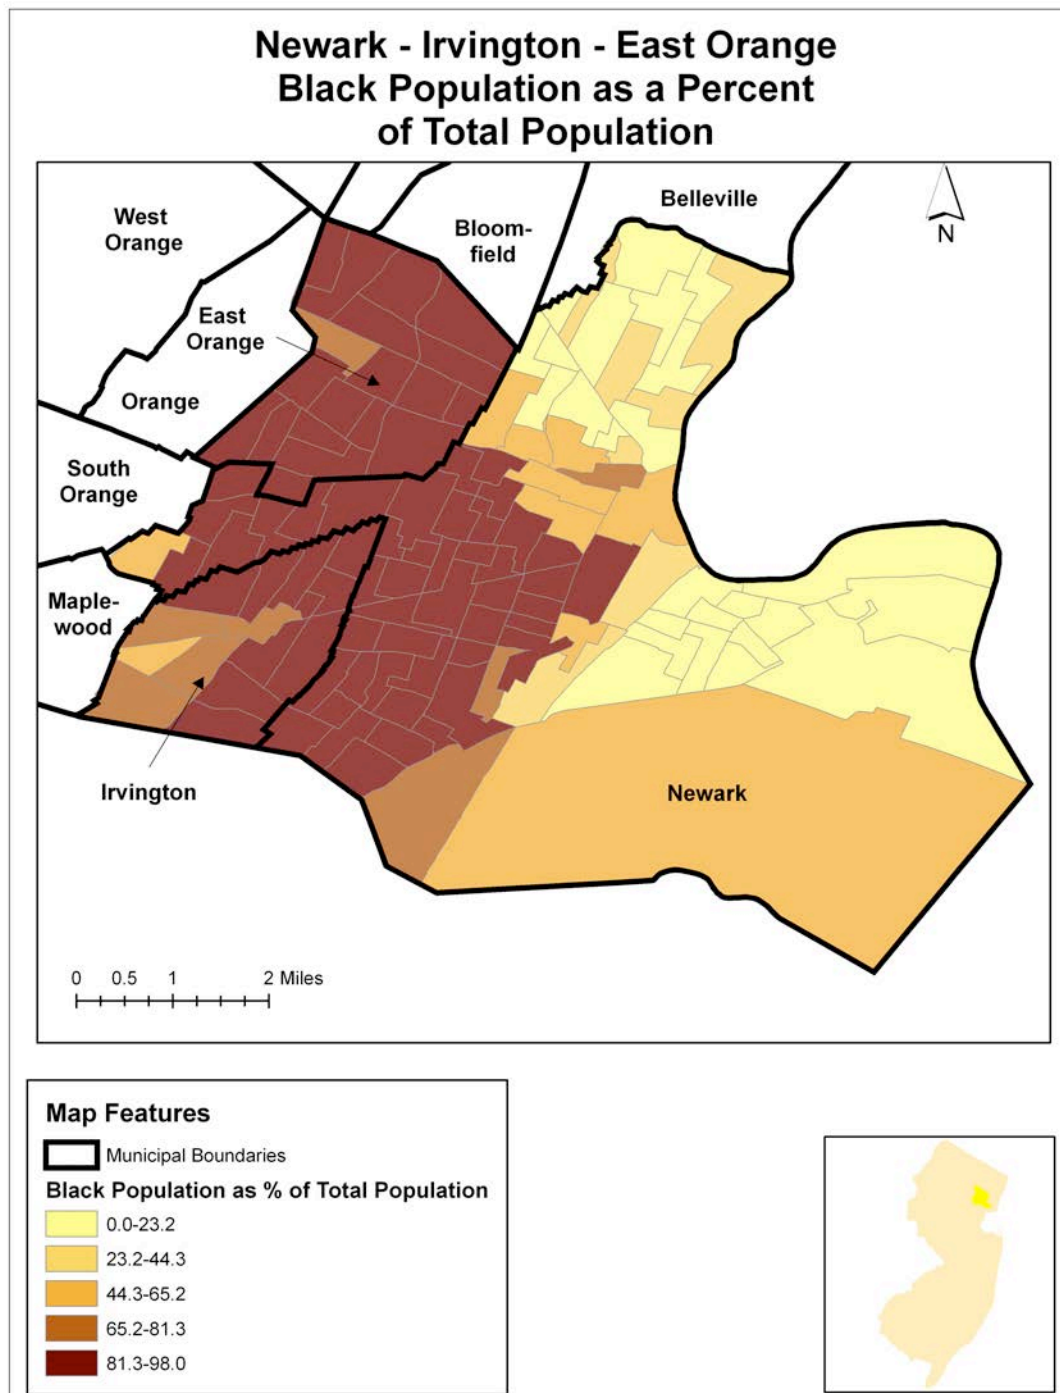 Newark - Irvington - East Orange
Black Population as a Percent
of Total Population
Belleville
West
Orange
Bloom-
field
N
East
Orange
Orange
South
Orange
Maple-
wood
Irvington
Newark
0 0.5 1 2 Miles
Map Features
Municipal Boundaries
Black Population as % of Total Population
0.0-23.2
23.2-44.3
44.3-65.2
65.2-81.3
81.3-98.0